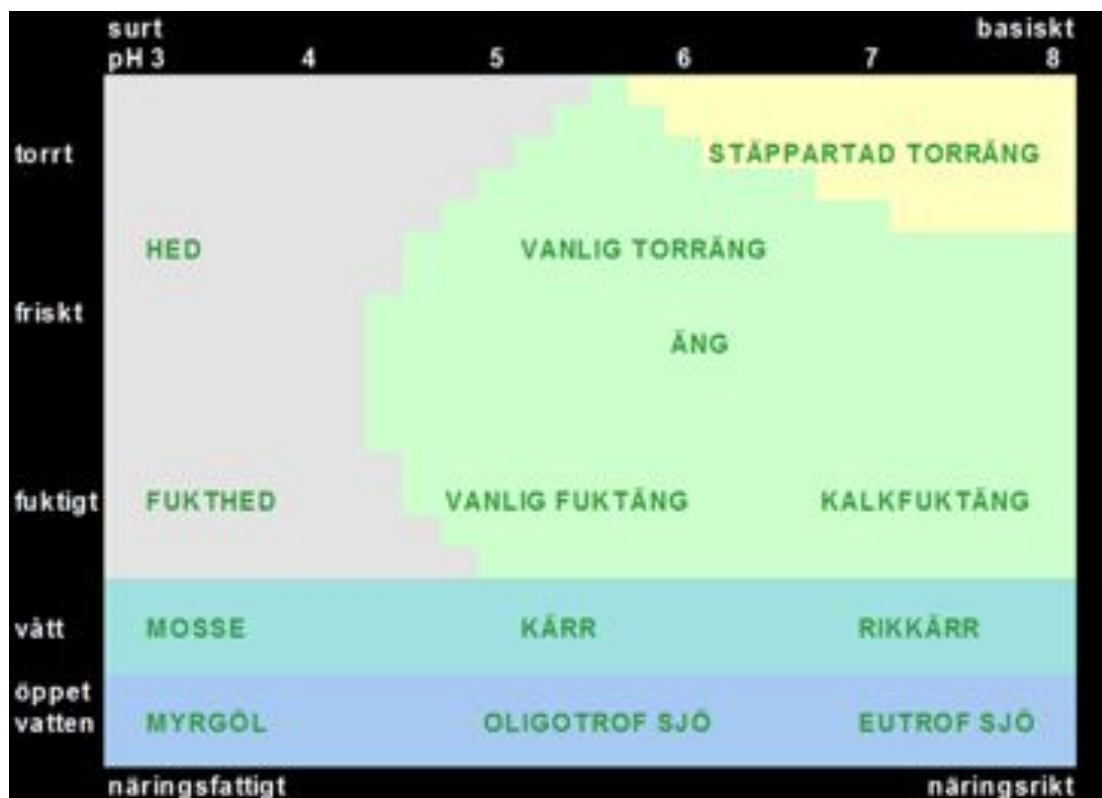 surt basiskt
pH 3 4 5 6 7 8
torrt STÄPPARTAD TORRÄNG
HED VANLIG TORRÄNG
friskt
ÄNG
fuktigt FUKTHED VANLIG FUKTÄNG KALKFUKTÄNG
vått MOSSE KÄRR RIKKÄRR
öppet
vatten MYRGÖL OLIGOTROF SJÖ EUTROF SJÖ
näringsfattigt näringsrikt